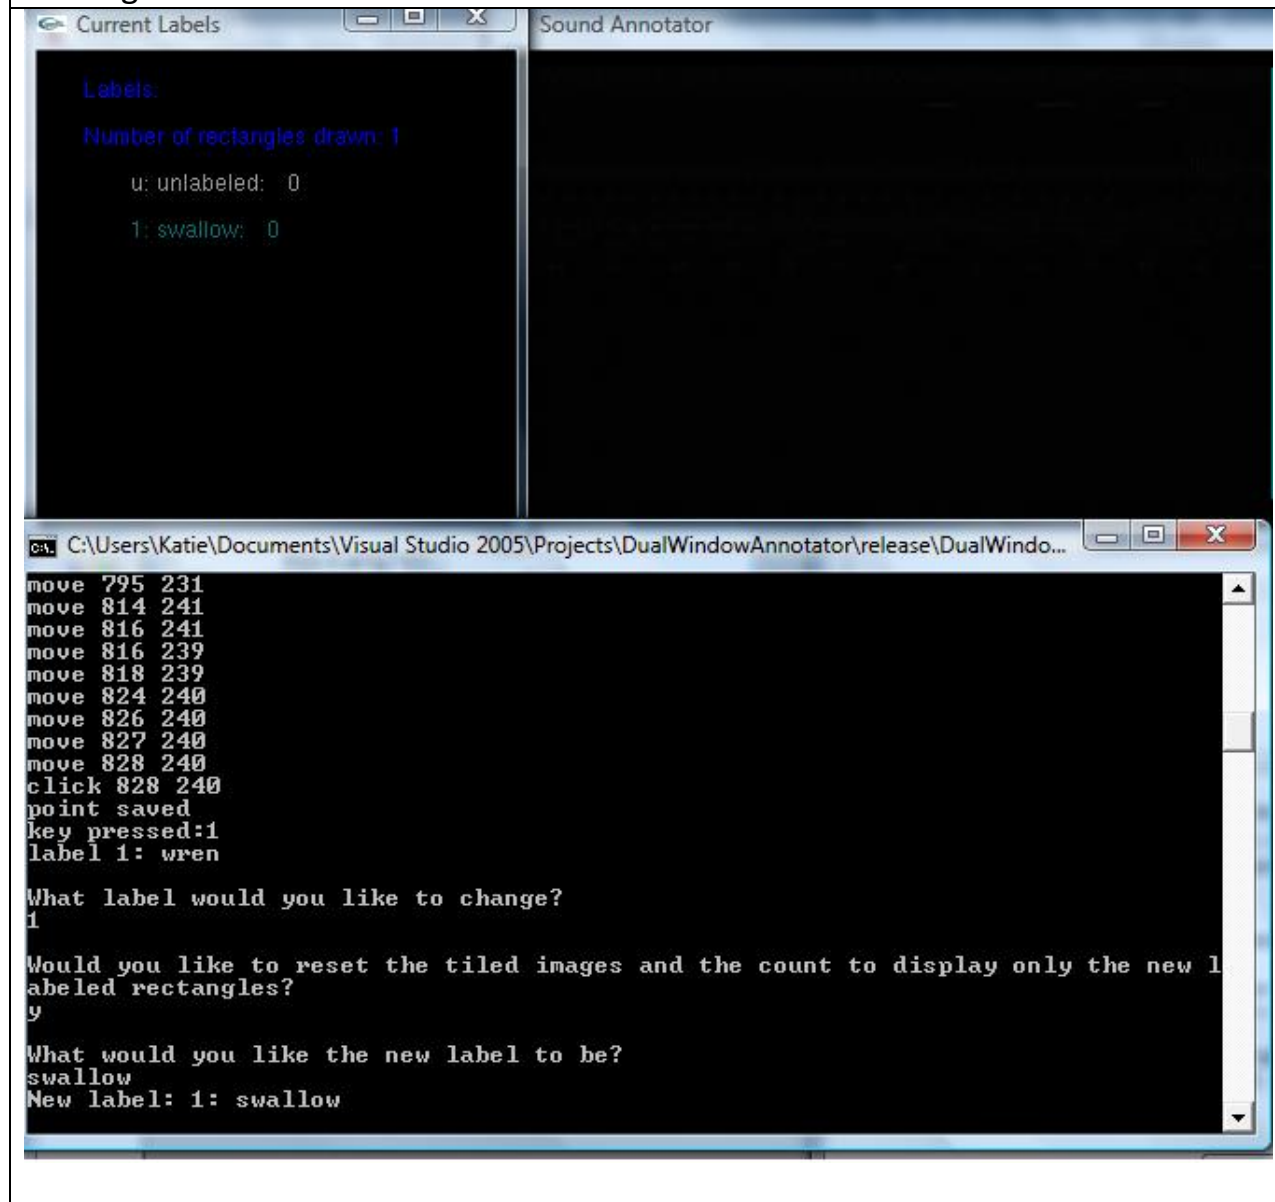 Current Labels
Sound Annotator
Labels:
Number of rectangles drawn: 1
u: unlabeled: 0
1: swallow: 0
C:\Users\Katie\Documents\Visual Studio 2005\Projects\DualWindowAnnotator\release\DualWindo...
move 795 231
move 814 241
move 816 241
move 816 239
move 818 239
move 824 240
move 826 240
move 827 240
move 828 240
click 828 240
point saved
key pressed:1
label 1: wren
What label would you like to change?
1
Would you like to reset the tiled images and the count to display only the new l
abeled rectangles?
y
What would you like the new label to be?
swallow
New label: 1: swallow